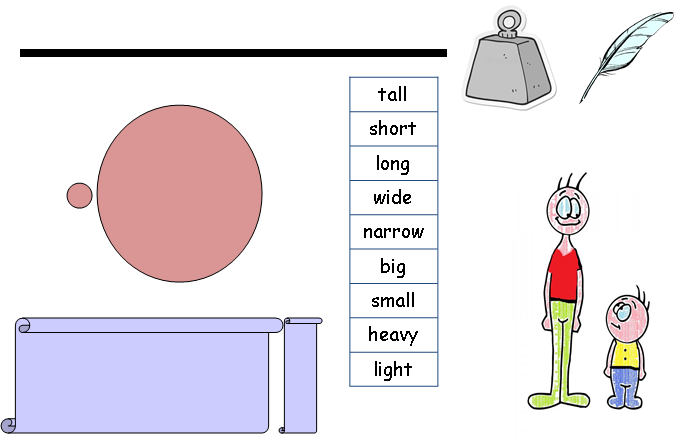 tall
short
long
wide
narrow
big
small
heavy
light